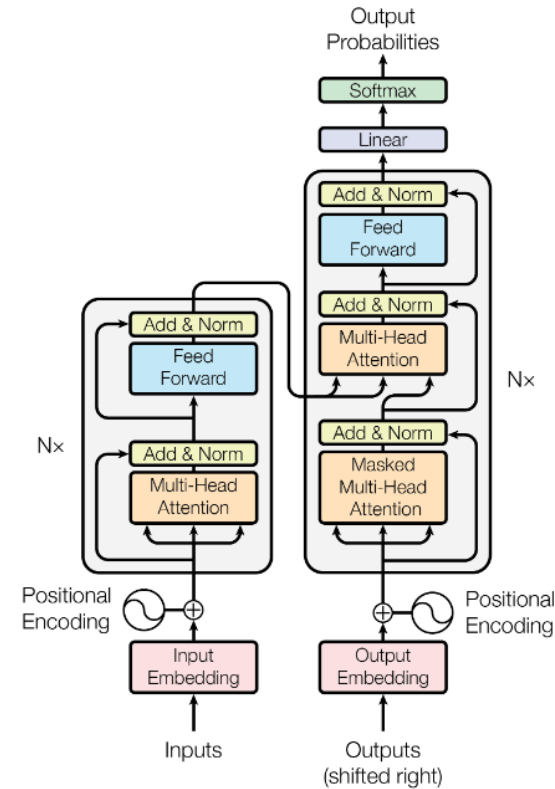 Output
Probabilities
Softmax
Linear
Add & Norm
Feed
Forward
Add & Norm
Multi-Head
Attention
Nx
Add & Norm
Masked
Multi-Head
Attention
Positional
Encoding
Output
Embedding
Outputs
(shifted right)
Add & Norm
Feed
Forward
Nx
Add & Norm
Multi-Head
Attention
Positional
Encoding
Input
Embedding
Inputs